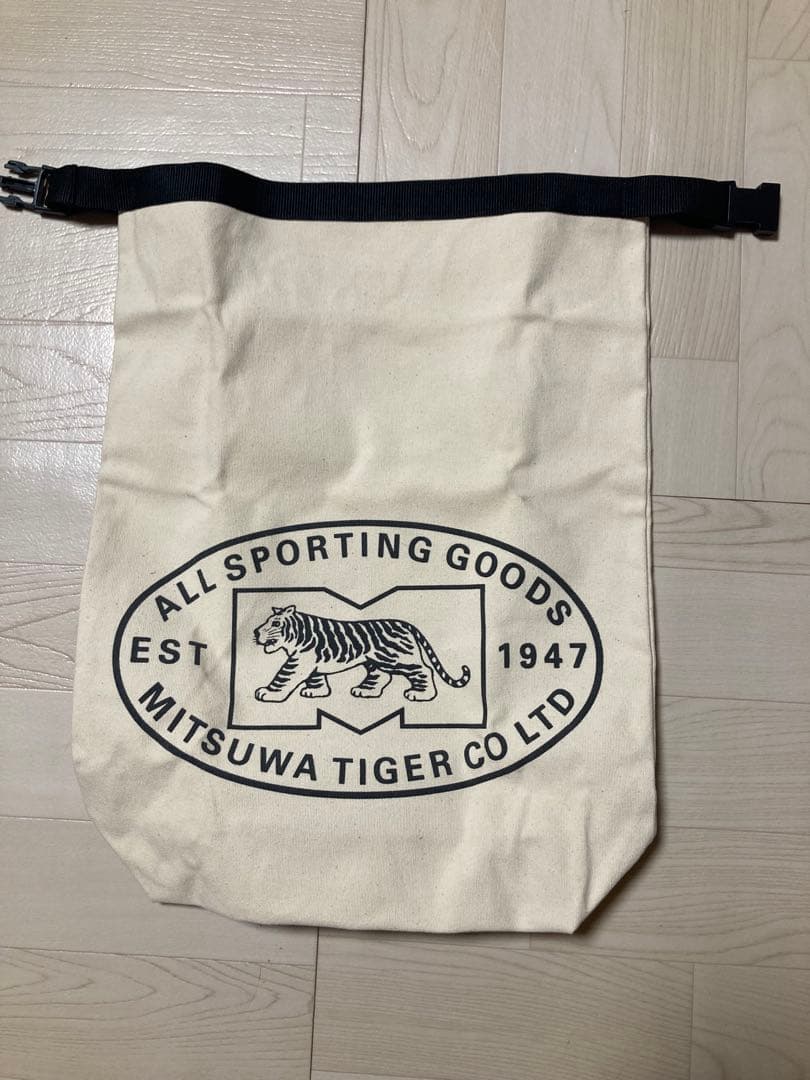 ALL SPORTING GOODS
EST 1947
MITSUWA TIGER CO LTD